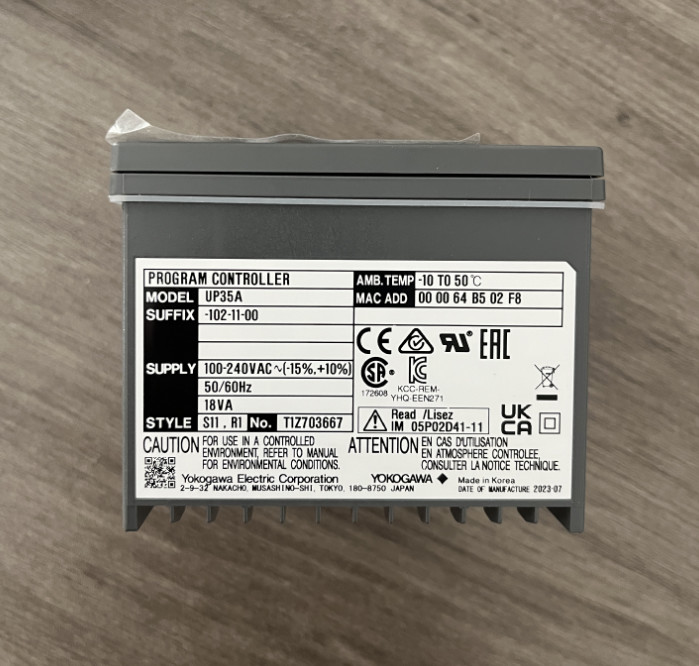 PROGRAM CONTROLLER
AMB.TEMP -10 TO 50℃
MODEL UP35A
MAC ADD 00 00 64 B5 02 F8
SUFFIX -102-11-00
SUPPLY 100-240VAC~(-15%,+10%)
50/60Hz
18VA
STYLE S11 , R1 No. T1Z703667
CE
RU
EAC
SA
172608
KC
KCC-REM-
YHQ-EEN271
Read /Lisez
IM 05P02D41-11
UK
CA
CAUTION FOR USE IN A CONTROLLED
ENVIRONMENT, REFER TO MANUAL
FOR ENVIRONMENTAL CONDITIONS.
ATTENTION EN CAS D'UTILISATION
EN ATMOSPHERE CONTROLEE,
CONSULTER LA NOTICE TECHNIQUE.
Yokogawa Electric Corporation
2-9-32 NAKACHO, MUSASHINO-SHI, TOKYO, 180-8750 JAPAN
YOKOGAWA ◆
Made in Korea
DATE OF MANUFACTURE 2023-07